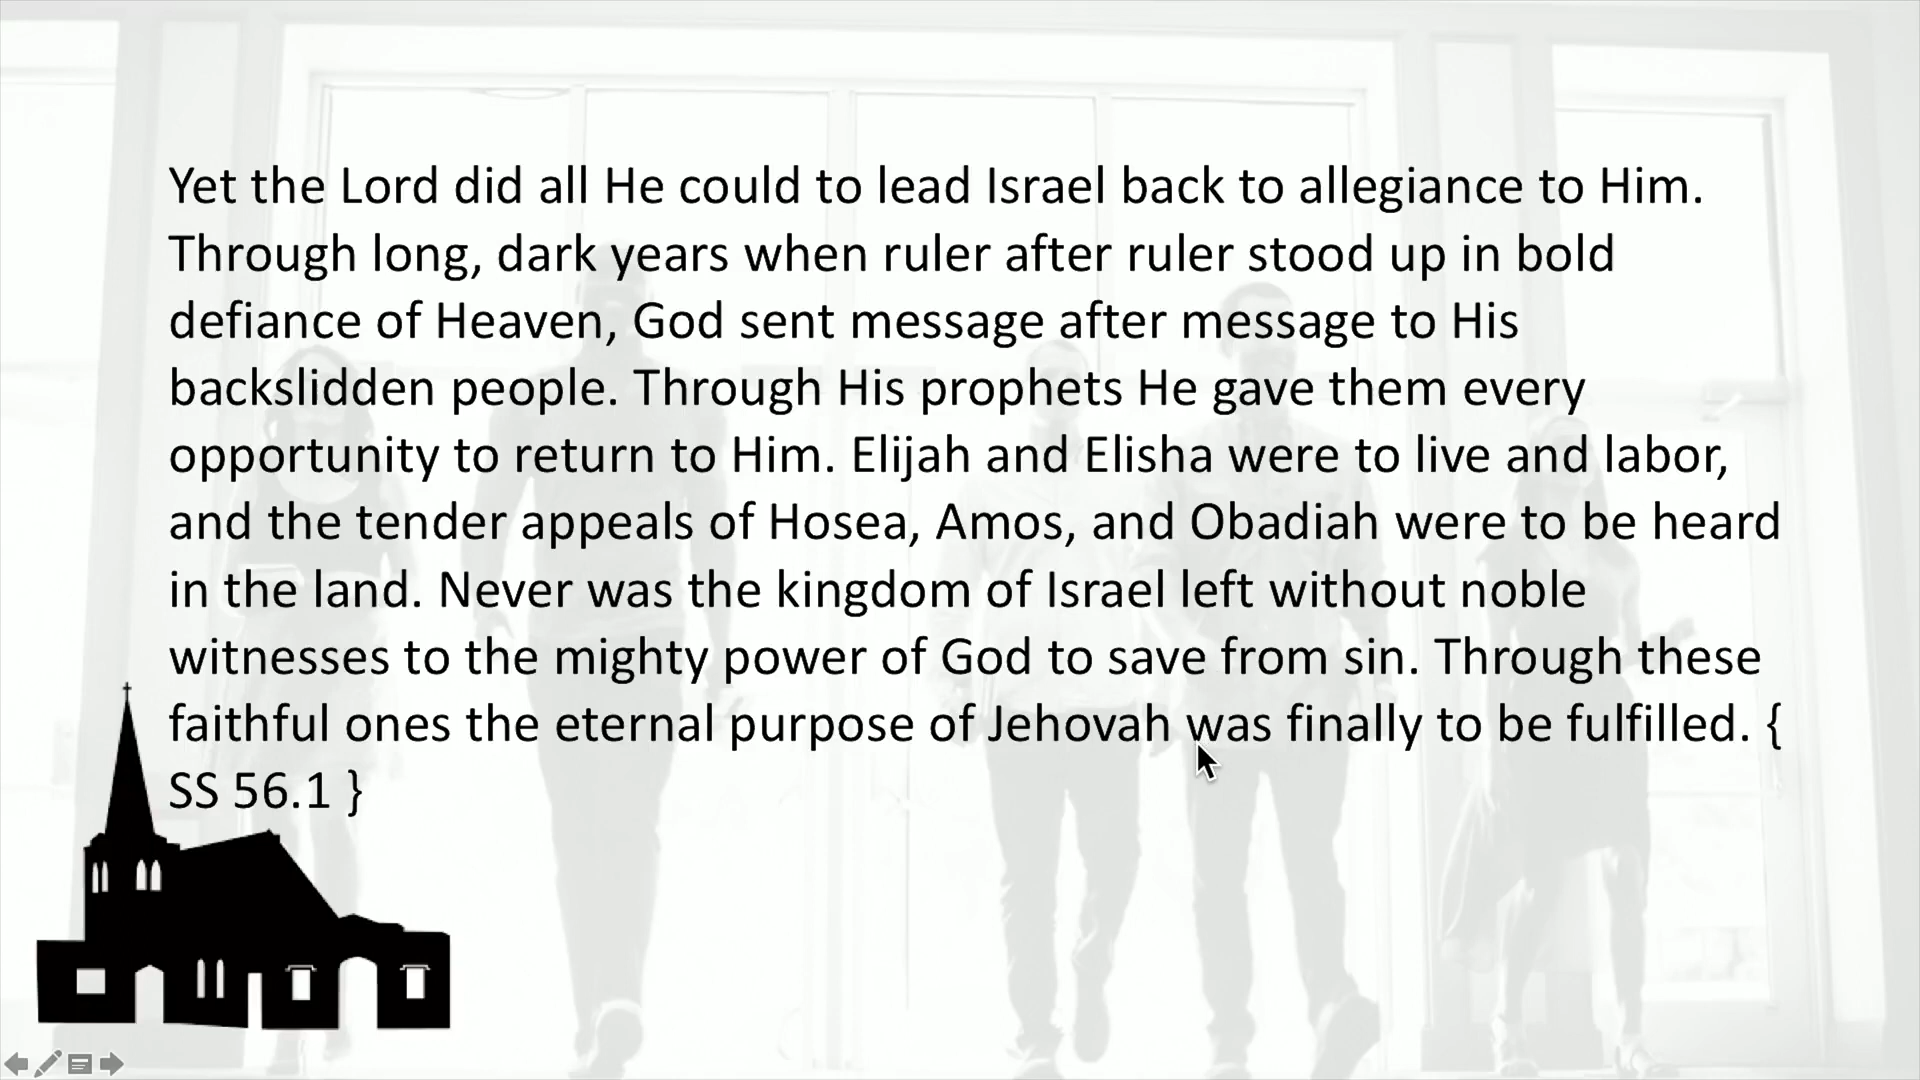 Yet the Lord did all He could to lead Israel back to allegiance to Him.
Through long, dark years when ruler after ruler stood up in bold
defiance of Heaven, God sent message after message to His
backslidden people. Through His prophets He gave them every
opportunity to return to Him. Elijah and Elisha were to live and labor,
and the tender appeals of Hosea, Amos, and Obadiah were to be heard
in the land. Never was the kingdom of Israel left without noble
witnesses to the mighty power of God to save from sin. Through these
faithful ones the eternal purpose of Jehovah was finally to be fulfilled. {
SS 56.1 }